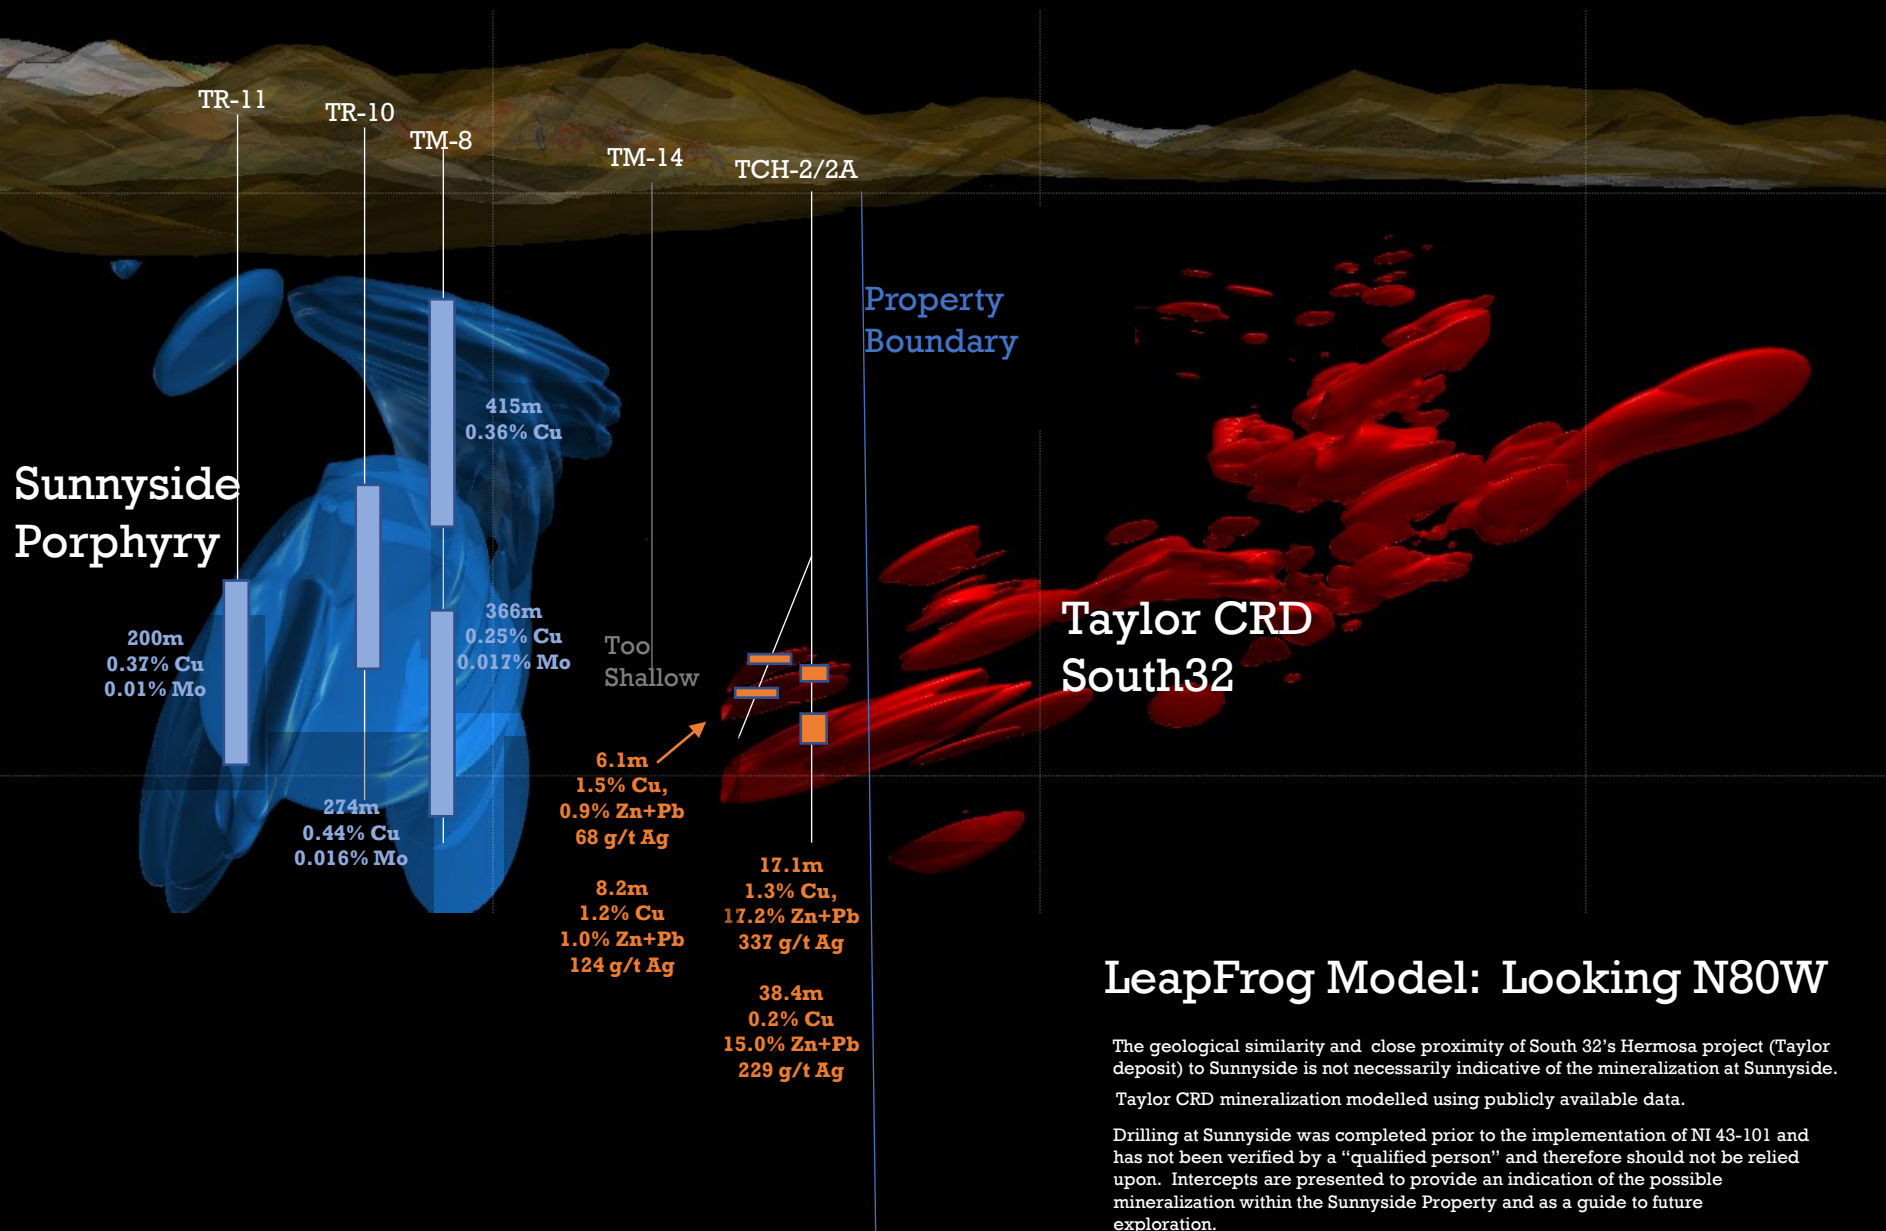 TR-11
TR-10
TM-8
TM-14
TCH-2/2A
Property
Boundary
415m
0.36% Cu
Sunnyside
Porphyry
366m
0.25% Cu
0.017% Mo
200m
0.37% Cu
0.01% Mo
Too
Shallow
Taylor CRD
South32
274m
0.44% Cu
0.016% Mo
6.1m
1.5% Cu,
0.9% Zn+Pb
68 g/t Ag
8.2m
1.2% Cu
1.0% Zn+Pb
124 g/t Ag
17.1m
1.3% Cu,
17.2% Zn+Pb
337 g/t Ag
38.4m
0.2% Cu
15.0% Zn+Pb
229 g/t Ag
LeapFrog Model: Looking N80W
The geological similarity and close proximity of South 32's Hermosa project (Taylor
deposit) to Sunnyside is not necessarily indicative of the mineralization at Sunnyside.
Taylor CRD mineralization modelled using publicly available data.
Drilling at Sunnyside was completed prior to the implementation of NI 43-101 and
has not been verified by a “qualified person” and therefore should not be relied
upon. Intercepts are presented to provide an indication of the possible
mineralization within the Sunnyside Property and as a guide to future
exploration.